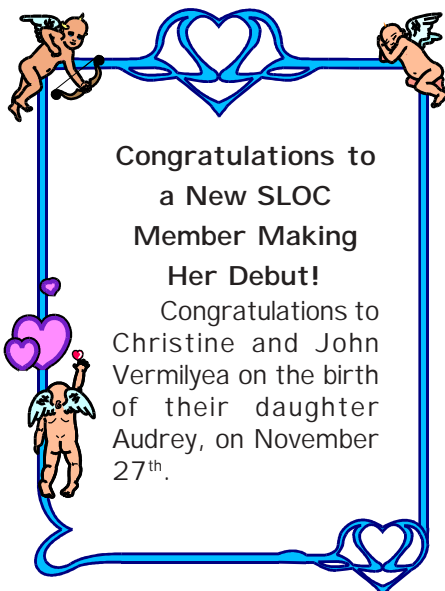 Congratulations to
a New SLOC
Member Making
Her Debut!
Congratulations to
Christine and John
Vermilyea on the birth
of their daughter
Audrey, on November
27th.